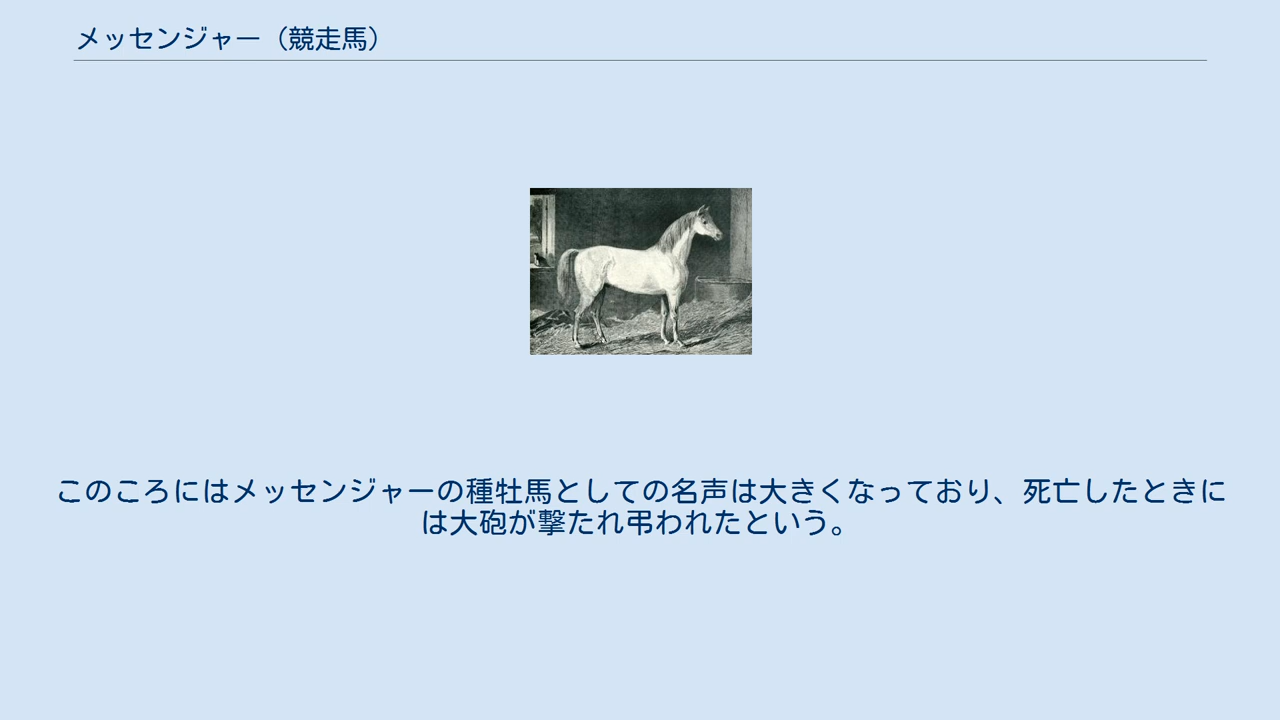 メッセンジャー（競走馬）
このころにはメッセンジャーの種牡馬としての名声は大きくなっており、死亡したときに
は大砲が撃たれ弔われたという。